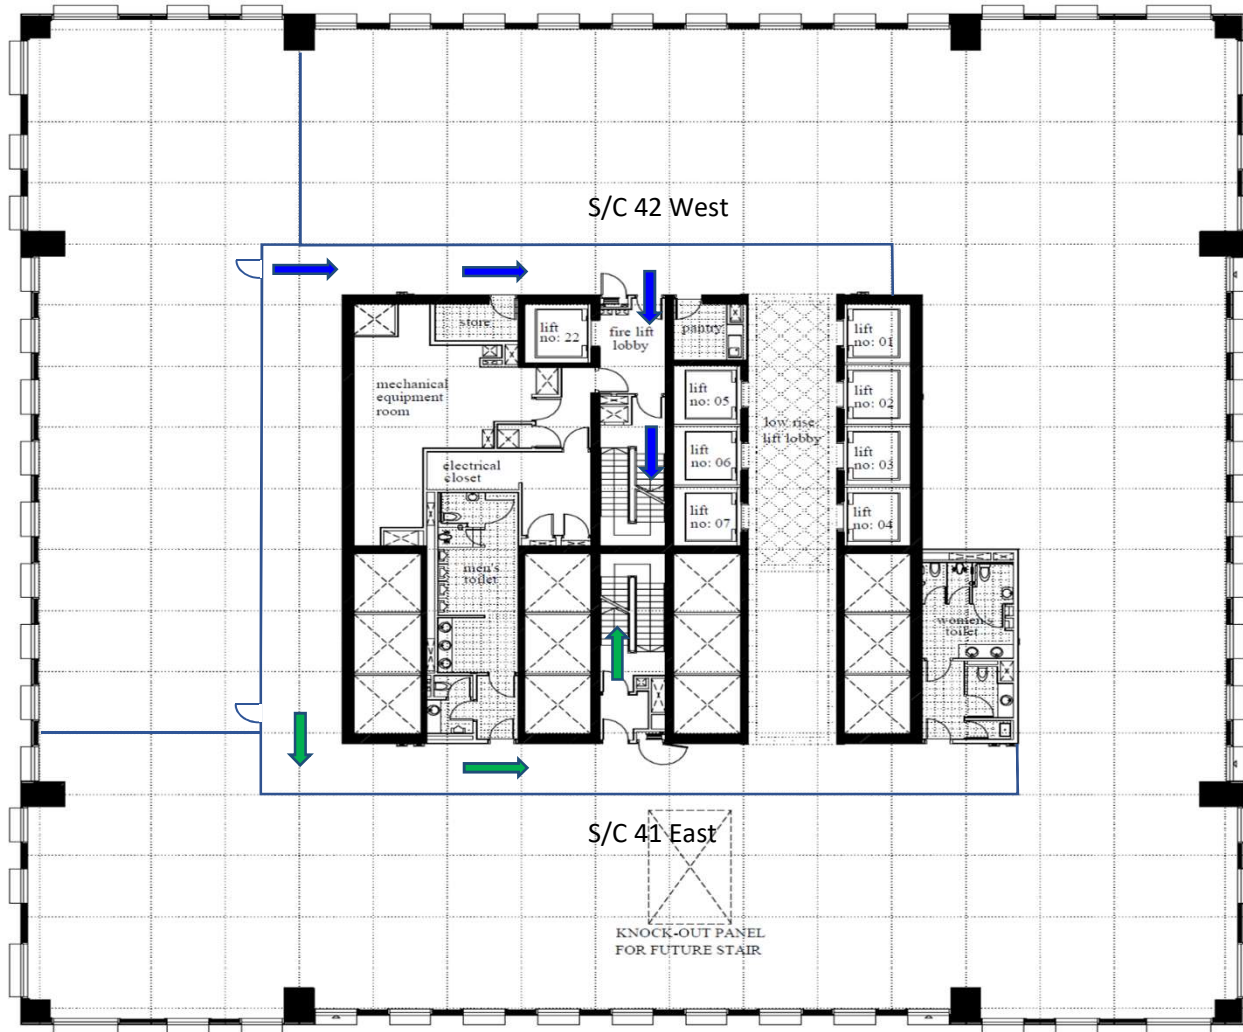 S/C 42 West
store
lift
no: 22
fire lift
lobby
pantry
lift
no: 01
mechanical
equipment
room
lift
no: 05
lift
no: 02
low rise
lift lobby
electrical
closet
lift
no: 06
lift
no: 03
lift
no: 07
lift
no: 04
men's
toilet
women's
toilet
S/C 41 East
KNOCK-OUT PANEL
FOR FUTURE STAIR